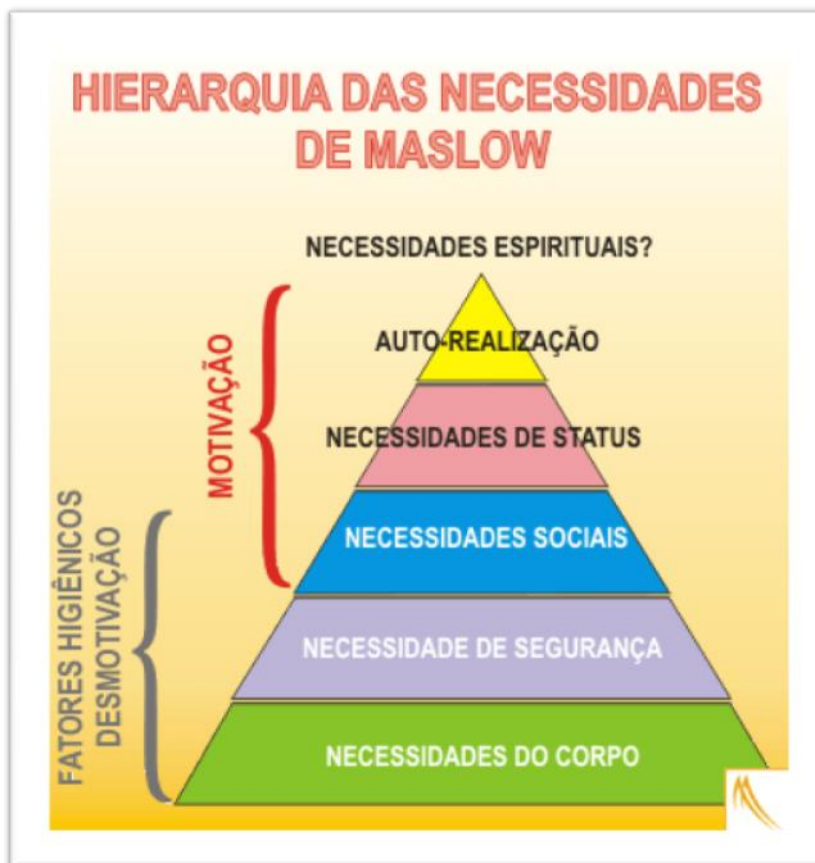 HIERARQUIA DAS NECESSIDADES
DE MASLOW
NECESSIDADES ESPIRITUAIS?
AUTO-REALIZAÇÃO
NECESSIDADES DE STATUS
NECESSIDADES SOCIAIS
NECESSIDADE DE SEGURANÇA
NECESSIDADES DO CORPO
MOTIVAÇÃO
FATORES HIGIÊNICOS
DESMOTIVAÇÃO